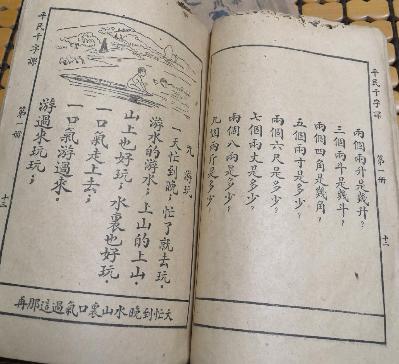 平民千字課 第一冊 十二
兩個兩升是幾升？
三個兩斗是幾斗？
兩個四角是幾角？
五個兩寸是多少？
兩個六尺是多少？
七個兩丈是多少？
兩個八兩是多少？
九個兩斤是多少？
九 游玩
一天忙到晚；忙了就去玩．
游水的游水；上山的上山．
山上也好玩；水裏也好玩．
一口氣走上去；
一口氣游過來．
游過來玩玩；
天忙到晚水山裏口氣過這那再
平民千字課 第一冊 十三